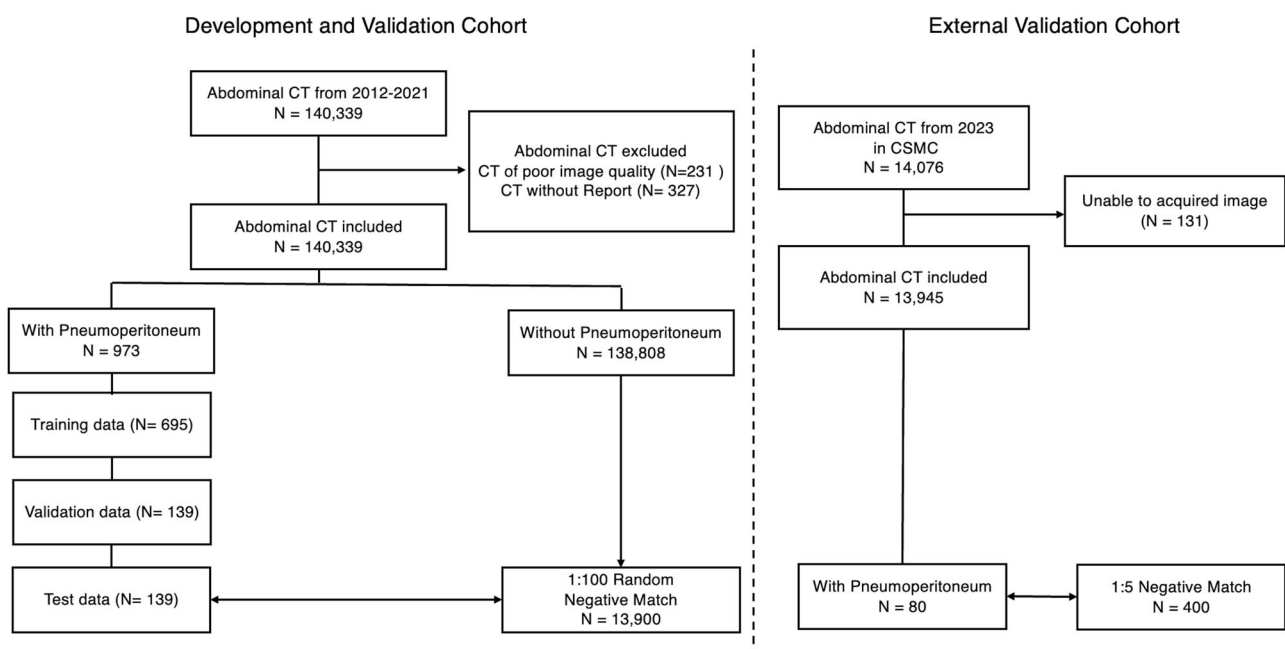 Development and Validation Cohort
Abdominal CT from 2012-2021
N = 140,339
Abdominal CT excluded
CT of poor image quality (N=231 )
CT without Report (N= 327)
Abdominal CT included
N = 140,339
With Pneumoperitoneum
N = 973
Without Pneumoperitoneum
N = 138,808
Training data (N= 695)
Validation data (N= 139)
Test data (N= 139)
1:100 Random
Negative Match
N = 13,900
External Validation Cohort
Abdominal CT from 2023
in CSMC
N = 14,076
Unable to acquired image
(N = 131)
Abdominal CT included
N = 13,945
With Pneumoperitoneum
N = 80
1:5 Negative Match
N = 400